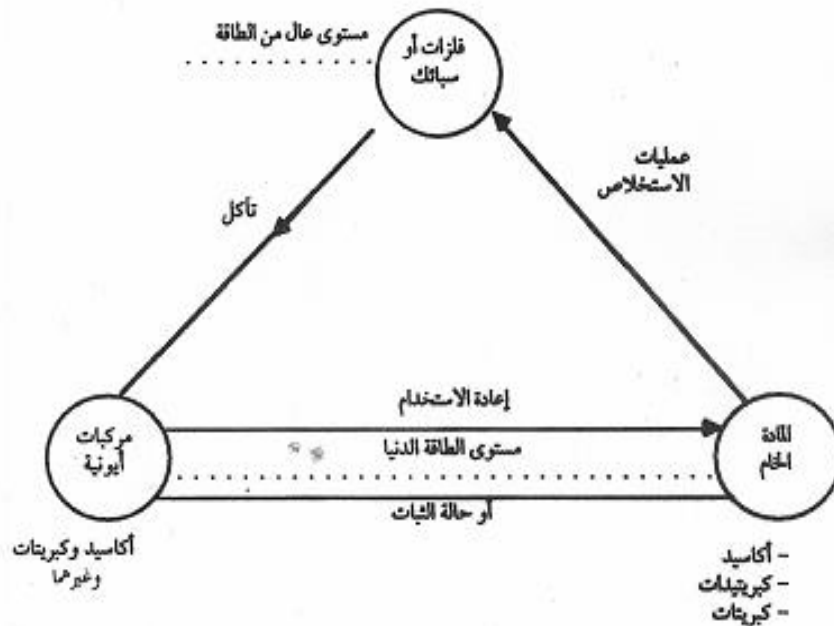 مستوى عال من الطاقة
فلزات أو
سبائك
عمليات
الاستخلاص
تآكل
إعادة الاستخدام
مستوى الطاقة الدنيا
أو حالة الثبات
مركبات
أيونية
المادة
الخام
أكاسيد وكبريتات
وغيرهما
- أكاسيد
- كبريتيدات
- كبريتات